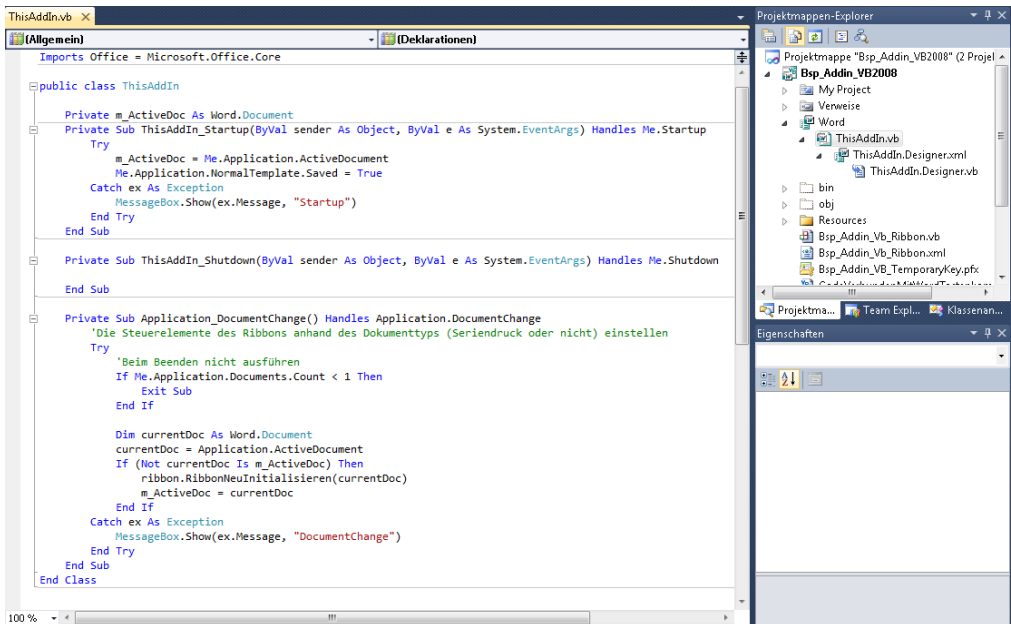 ThisAddIn.vb
(Allgemein)
(Deklarationen)
Imports Office = Microsoft.Office.Core
public class ThisAddIn
Private m_ActiveDoc As Word.Document
Private Sub ThisAddIn_Startup(ByVal sender As Object, ByVal e As System.EventArgs) Handles Me.Startup
Try
m_ActiveDoc = Me.Application.ActiveDocument
Me.Application.NormalTemplate.Saved = True
Catch ex As Exception
MessageBox.Show(ex.Message, "Startup")
End Try
End Sub
Private Sub ThisAddIn_Shutdown(ByVal sender As Object, ByVal e As System.EventArgs) Handles Me.Shutdown
End Sub
Private Sub Application_DocumentChange() Handles Application.DocumentChange
'Die Steuerelemente des Ribbons anhand des Dokumenttyps (Seriendruck oder nicht) einstellen
Try
'Beim Beenden nicht ausführen
If Me.Application.Documents.Count < 1 Then
Exit Sub
End If
Dim currentDoc As Word.Document
currentDoc = Application.ActiveDocument
If (Not currentDoc Is m_ActiveDoc) Then
ribbon.RibbonNeuInitialisieren(currentDoc)
m_ActiveDoc = currentDoc
End If
Catch ex As Exception
MessageBox.Show(ex.Message, "DocumentChange")
End Try
End Sub
End Class
100 %
Projektmappen-Explorer
Projektmappe "Bsp_Addin_VB2008" (2 Projel
Bsp_Addin_VB2008
My Project
Verweise
Word
ThisAddIn.vb
ThisAddIn.Designer.xml
ThisAddIn.Designer.vb
bin
obj
Resources
Bsp_Addin_Vb_Ribbon.vb
Bsp_Addin_Vb_Ribbon.xml
Bsp_Addin_VB_TemporaryKey.pfx
Projektma...
Team Expl...
Klassenan...
Eigenschaften